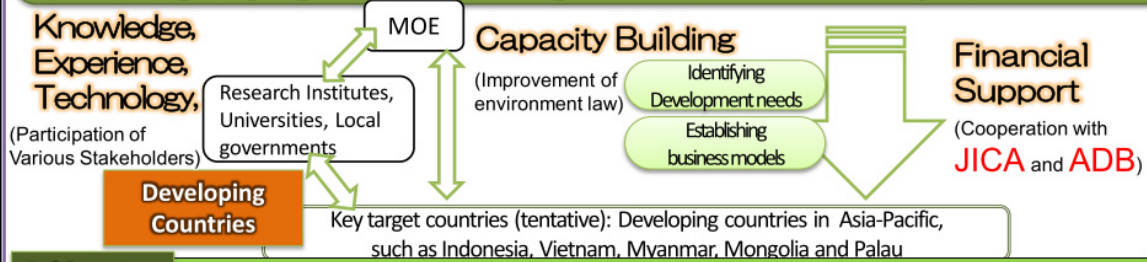 Knowledge,
Experience,
Technology,
(Participation of
Various Stakeholders)
MOE
Research Institutes,
Universities, Local
governments
Capacity Building
(Improvement of
environment law)
Identifying
Development needs
Establishing
business models
Financial
Support
(Cooperation with
JICA and ADB)
Developing
Countries
Key target countries (tentative): Developing countries in Asia-Pacific,
such as Indonesia, Vietnam, Myanmar, Mongolia and Palau